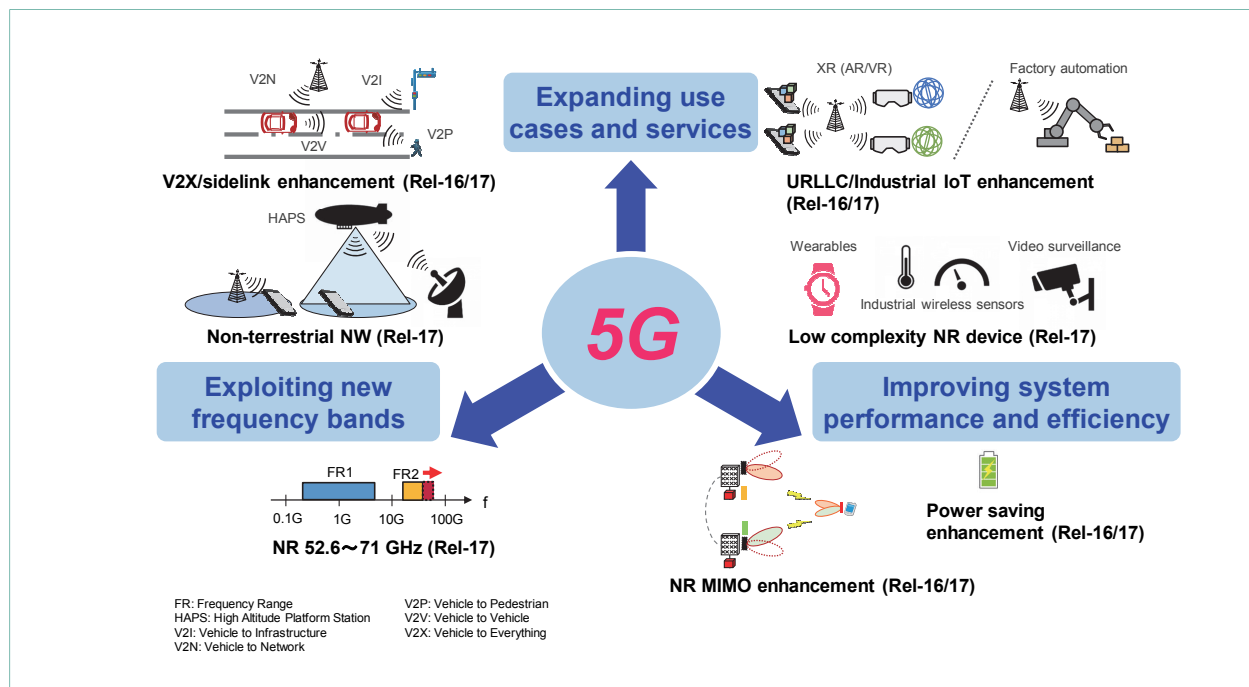 V2N
V2I
V2V
V2P
V2X/sidelink enhancement (Rel-16/17)
Expanding use
cases and services
XR (AR/VR)
Factory automation
URLLC/Industrial IoT enhancement
(Rel-16/17)
HAPS
Non-terrestrial NW (Rel-17)
5G
Wearables
Video surveillance
Industrial wireless sensors
Low complexity NR device (Rel-17)
Exploiting new
frequency bands
Improving system
performance and efficiency
FR1
FR2
f
0.1G
1G
10G
100G
NR 52.6～71 GHz (Rel-17)
NR MIMO enhancement (Rel-16/17)
Power saving
enhancement (Rel-16/17)
FR: Frequency Range
HAPS: High Altitude Platform Station
V2I: Vehicle to Infrastructure
V2N: Vehicle to Network
V2P: Vehicle to Pedestrian
V2V: Vehicle to Vehicle
V2X: Vehicle to Everything